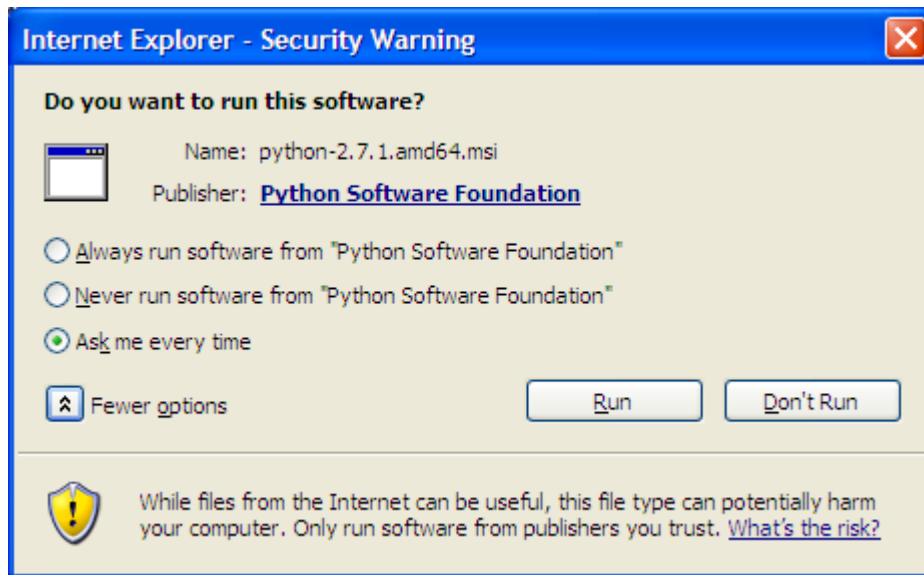 Internet Explorer - Security Warning
Do you want to run this software?
Name: python-2.7.1.amd64.msi
Publisher: Python Software Foundation
Always run software from "Python Software Foundation"
Never run software from "Python Software Foundation"
Ask me every time
Fewer options
Run
Don't Run
While files from the Internet can be useful, this file type can potentially harm
your computer. Only run software from publishers you trust. What's the risk?